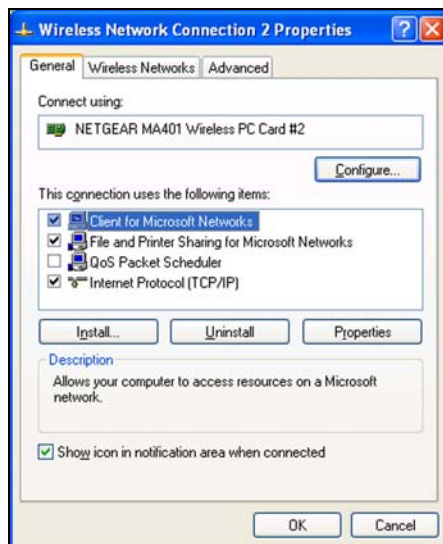 Wireless Network Connection 2 Properties
General Wireless Networks Advanced
Connect using:
NETGEAR MA401 Wireless PC Card #2
Configure...
This connection uses the following items:
Client for Microsoft Networks
File and Printer Sharing for Microsoft Networks
QoS Packet Scheduler
Internet Protocol (TCP/IP)
Install... Uninstall Properties
Description
Allows your computer to access resources on a Microsoft
network.
Show icon in notification area when connected
OK Cancel